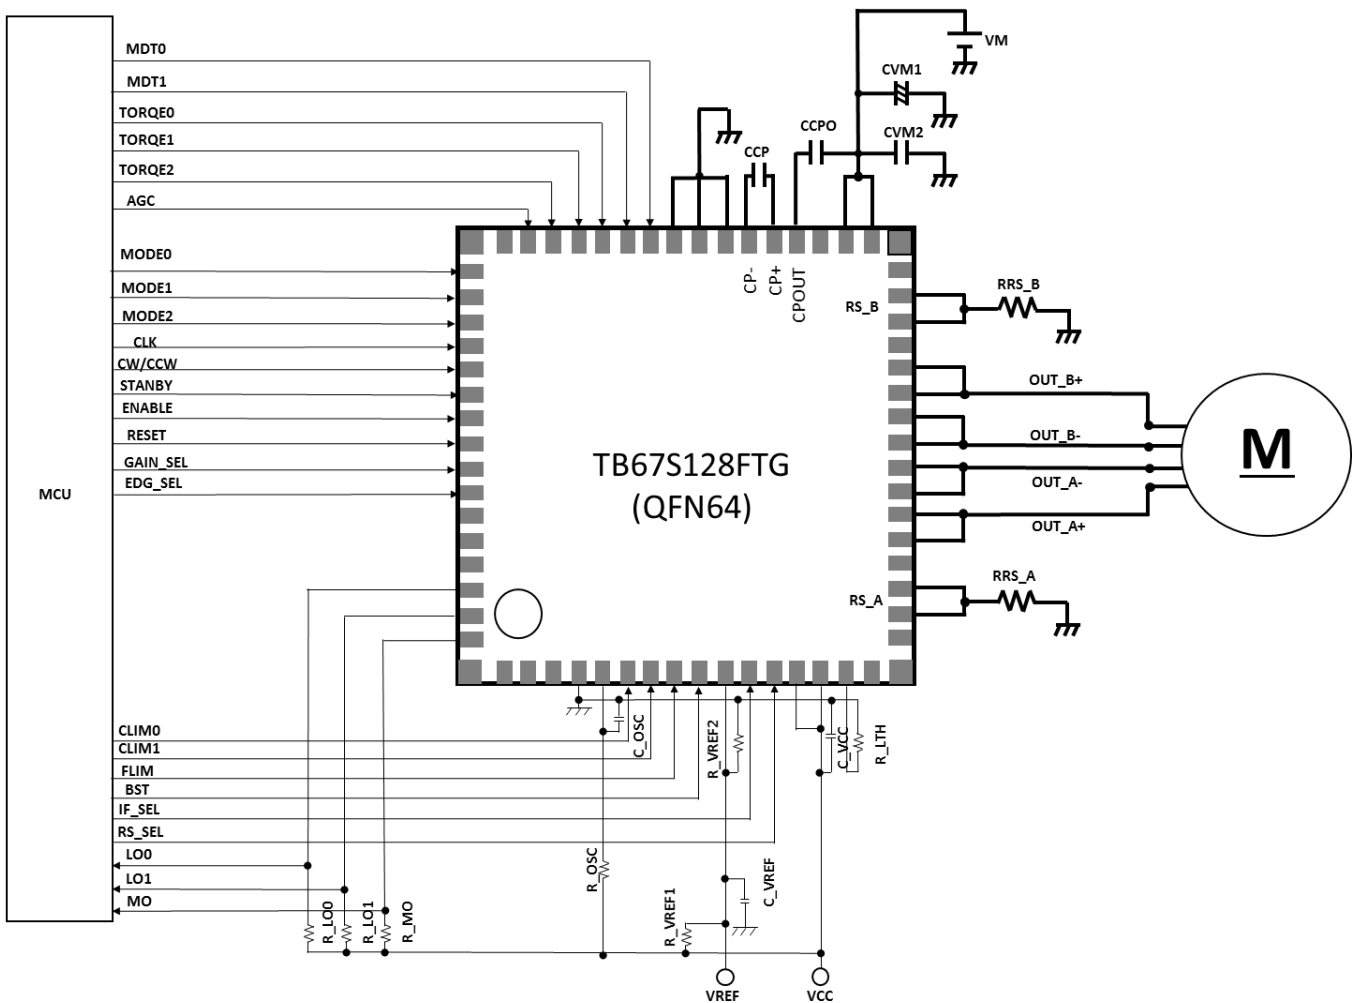 MCU
MDT0
MDT1
TORQE0
TORQE1
TORQE2
AGC
MODE0
MODE1
MODE2
CLK
CW/CCW
STANBY
ENABLE
RESET
GAIN_SEL
EDG_SEL
CLIM0
CLIM1
FLIM
BST
IF_SEL
RS_SEL
LO0
LO1
MO
VM
CVM1
CCPO
CVM2
CCP
CP-
CP+
CPOUT
RS_B
RRS_B
OUT_B+
OUT_B-
OUT_A-
OUT_A+
M
TB67S128FTG
(QFN64)
RS_A
RRS_A
C_OSC
R_VREF2
C_VCC
R_LTH
R_OSC
C_VREF
R_LO0
R_LO1
R_MO
R_VREF1
VREF
VCC